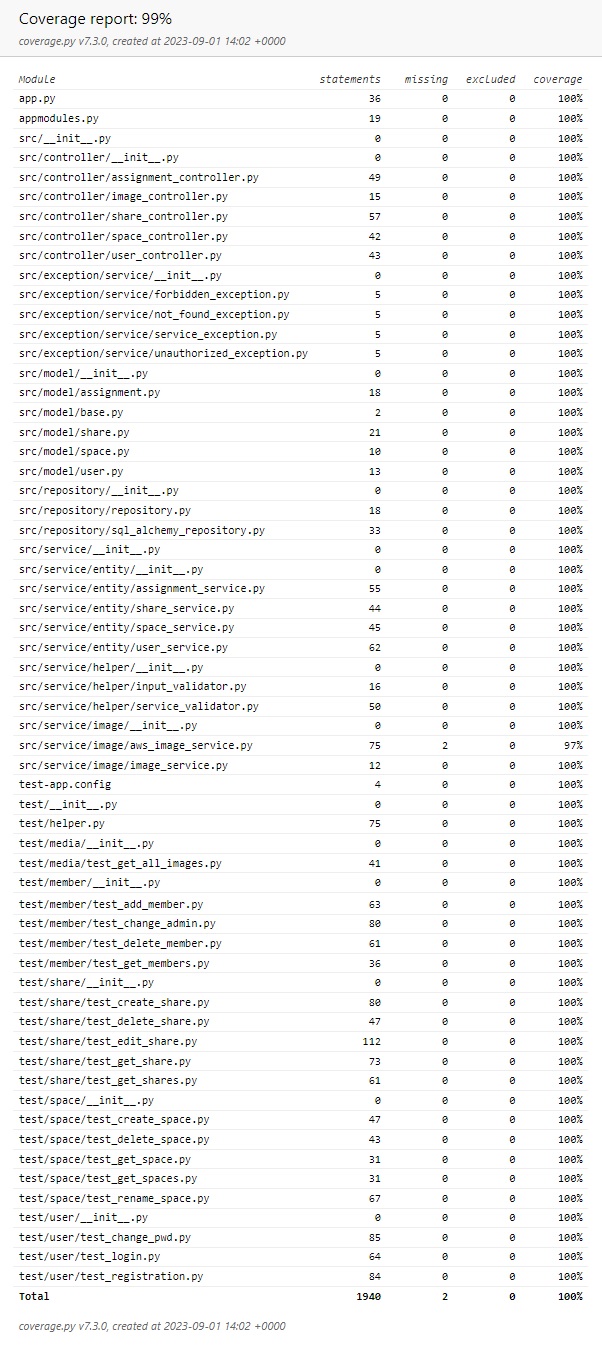 Coverage report: 99%
coverage.py v7.3.0, created at 2023-09-01 14:02 +0000
Module statements missing excluded coverage
app.py 36 0 0 100%
appmodules.py 19 0 0 100%
src/__init__.py 0 0 0 100%
src/controller/__init__.py 0 0 0 100%
src/controller/assignment_controller.py 49 0 0 100%
src/controller/image_controller.py 15 0 0 100%
src/controller/share_controller.py 57 0 0 100%
src/controller/space_controller.py 42 0 0 100%
src/controller/user_controller.py 43 0 0 100%
src/exception/service/__init__.py 0 0 0 100%
src/exception/service/forbidden_exception.py 5 0 0 100%
src/exception/service/not_found_exception.py 5 0 0 100%
src/exception/service/service_exception.py 5 0 0 100%
src/exception/service/unauthorized_exception.py 5 0 0 100%
src/model/__init__.py 0 0 0 100%
src/model/assignment.py 18 0 0 100%
src/model/base.py 2 0 0 100%
src/model/share.py 21 0 0 100%
src/model/space.py 10 0 0 100%
src/model/user.py 13 0 0 100%
src/repository/__init__.py 0 0 0 100%
src/repository/repository.py 18 0 0 100%
src/repository/sql_alchemy_repository.py 33 0 0 100%
src/service/__init__.py 0 0 0 100%
src/service/entity/__init__.py 0 0 0 100%
src/service/entity/assignment_service.py 55 0 0 100%
src/service/entity/share_service.py 44 0 0 100%
src/service/entity/space_service.py 45 0 0 100%
src/service/entity/user_service.py 62 0 0 100%
src/service/helper/__init__.py 0 0 0 100%
src/service/helper/input_validator.py 16 0 0 100%
src/service/helper/service_validator.py 50 0 0 100%
src/service/image/__init__.py 0 0 0 100%
src/service/image/aws_image_service.py 75 2 0 97%
src/service/image/image_service.py 12 0 0 100%
test-app.config 4 0 0 100%
test/__init__.py 0 0 0 100%
test/helper.py 75 0 0 100%
test/media/__init__.py 0 0 0 100%
test/media/test_get_all_images.py 41 0 0 100%
test/member/__init__.py 0 0 0 100%
test/member/test_add_member.py 63 0 0 100%
test/member/test_change_admin.py 80 0 0 100%
test/member/test_delete_member.py 61 0 0 100%
test/member/test_get_members.py 36 0 0 100%
test/share/__init__.py 0 0 0 100%
test/share/test_create_share.py 80 0 0 100%
test/share/test_delete_share.py 47 0 0 100%
test/share/test_edit_share.py 112 0 0 100%
test/share/test_get_share.py 73 0 0 100%
test/share/test_get_shares.py 61 0 0 100%
test/space/__init__.py 0 0 0 100%
test/space/test_create_space.py 47 0 0 100%
test/space/test_delete_space.py 43 0 0 100%
test/space/test_get_space.py 31 0 0 100%
test/space/test_get_spaces.py 31 0 0 100%
test/space/test_rename_space.py 67 0 0 100%
test/user/__init__.py 0 0 0 100%
test/user/test_change_pwd.py 85 0 0 100%
test/user/test_login.py 64 0 0 100%
test/user/test_registration.py 84 0 0 100%
Total 1940 2 0 100%
coverage.py v7.3.0, created at 2023-09-01 14:02 +0000